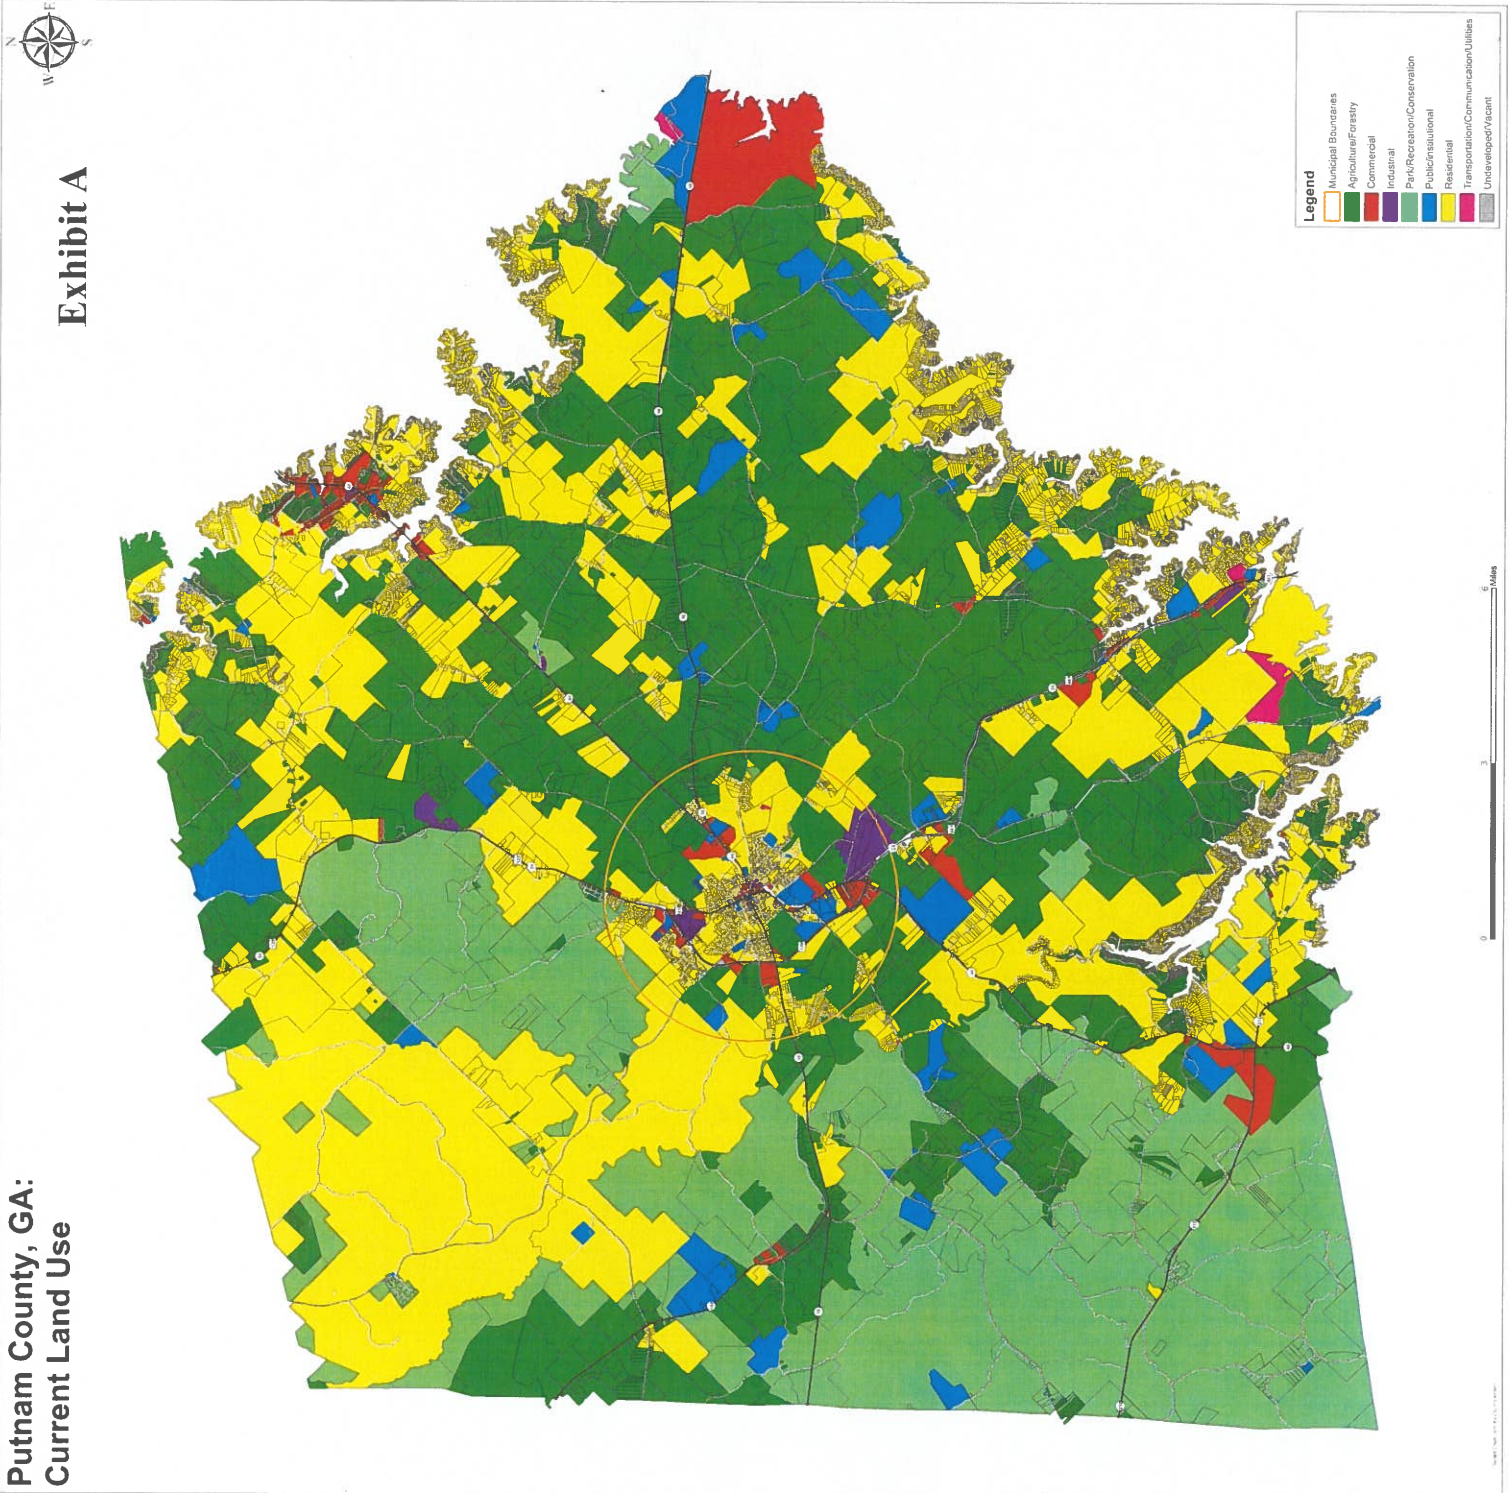 Putnam County, GA:
Current Land Use
Exhibit A
N
E
S
W
Legend
Municipal Boundaries
Agriculture/Forestry
Commercial
Industrial
Park/Recreation/Conservation
Public/Institutional
Residential
Transportation/Communication/Utilities
Undeveloped/Vacant
0
3
6
Miles